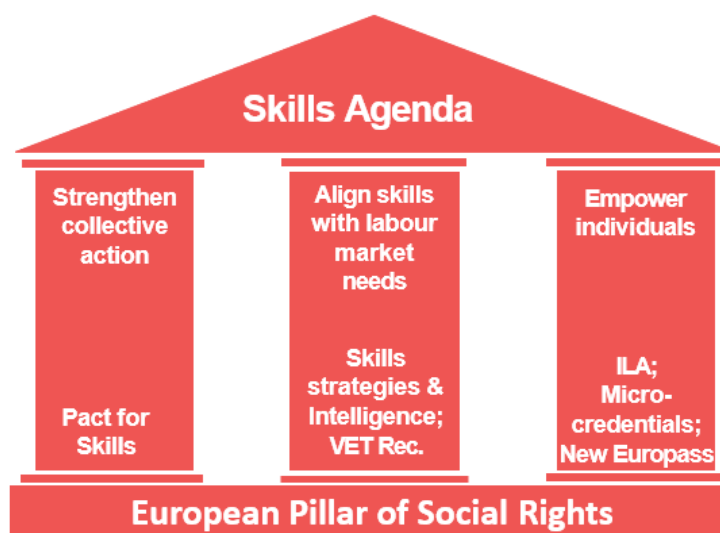 Skills Agenda
Strengthen
collective
action
Pact for
Skills
Align skills
with labour
market
needs
Skills
strategies &
Intelligence;
VET Rec.
Empower
individuals
ILA;
Micro-
credentials;
New Europass
European Pillar of Social Rights